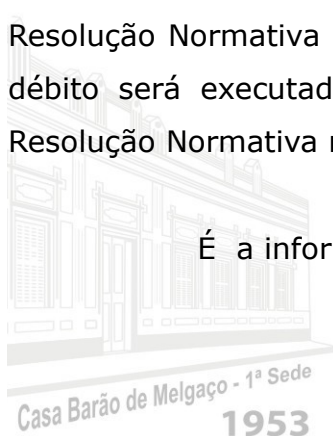 Resolução Normativa
débito será executad
Resolução Normativa n
É a infor
Casa Barão de Melgaço - 1ª Sede
1953